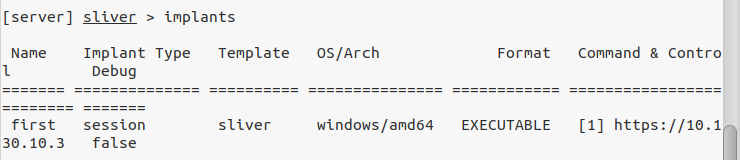 [server] sliver > implants
Name Implant Type Template OS/Arch Format Command & Contro
l Debug
======= ============== ========== =============== ============ =================
======== =======
first session sliver windows/amd64 EXECUTABLE [1] https://10.1
30.10.3 false